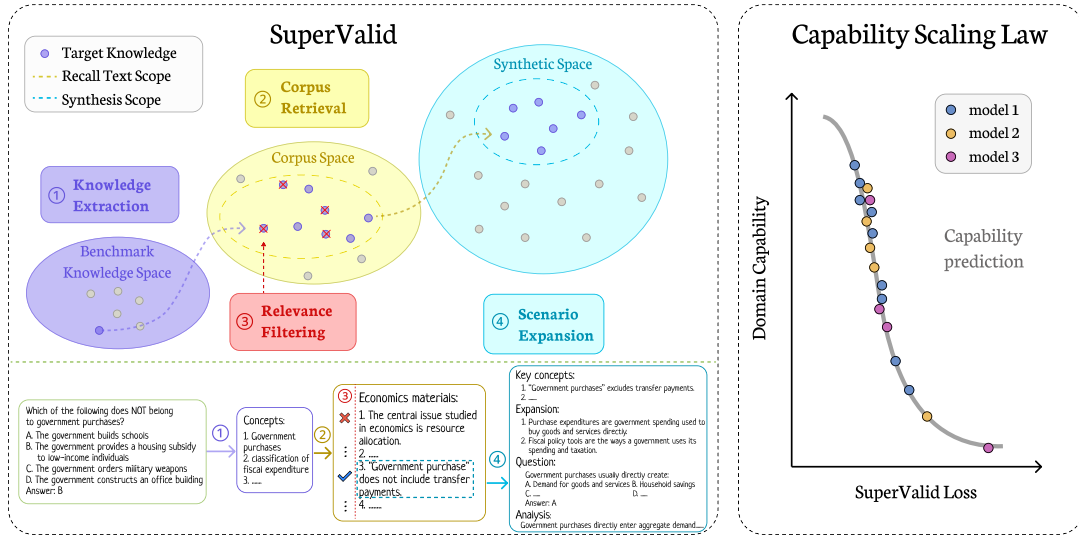 SuperValid
Target Knowledge
Recall Text Scope
Synthesis Scope
② Corpus
Retrieval
Synthetic Space
① Knowledge
Extraction
Corpus Space
Benchmark
Knowledge Space
③ Relevance
Filtering
④ Scenario
Expansion
Which of the following does NOT belong
to government purchases?
A. The government builds schools
B. The government provides a housing subsidy
to low-income individuals
C. The government orders military weapons
D. The government constructs an office building
Answer: B
①
Concepts:
1. Government
purchases
2. classification of
fiscal expenditure
3. ......
②
③
Economics materials:
1. The central issue studied
in economics is resource
allocation.
2. ......
3. "Government purchase"
does not include transfer
payments.
4. ......
④
Key concepts:
1. "Government purchases" excludes transfer payments.
2. ......
Expansion:
1. Purchase expenditures are government spending used to
buy goods and services directly.
2. Fiscal policy tools are the ways a government uses its
spending and taxation.
Question:
Government purchases usually directly create:
A. Demand for goods and services B. Household savings
C. ...... D. ......
Answer: A
Analysis:
Government purchases directly enter aggregate demand......
Capability Scaling Law
model 1
model 2
model 3
Capability
prediction
Domain Capability
SuperValid Loss